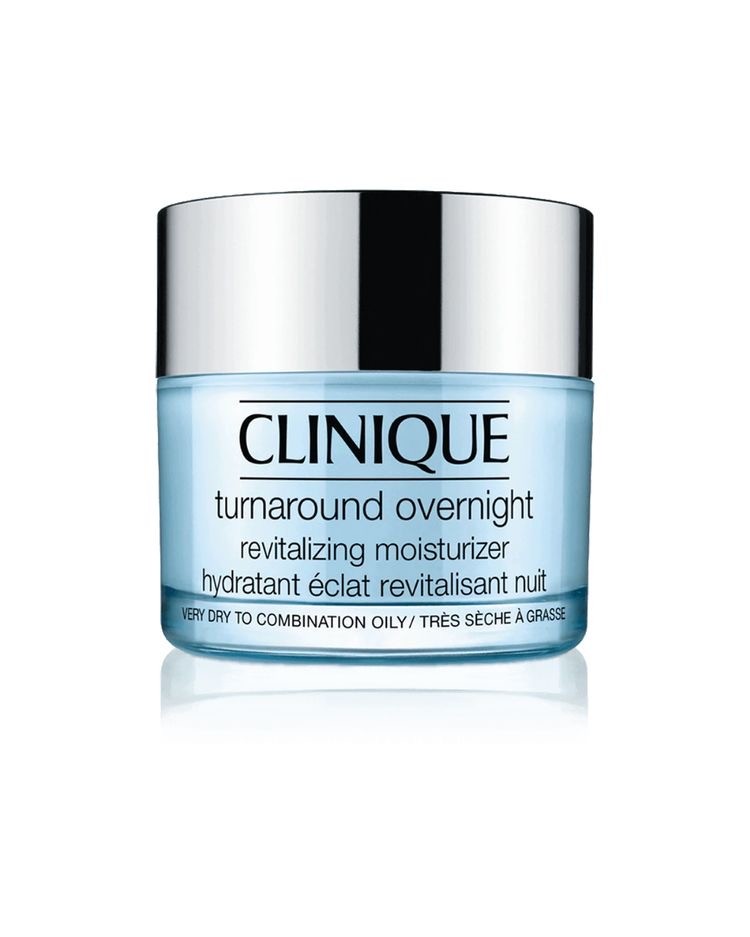 CLINIQUE
turnaround overnight
revitalizing moisturizer
hydratant éclat revitalisant nuit
VERY DRY TO COMBINATION OILY / TRÈS SÈCHE À GRASSE